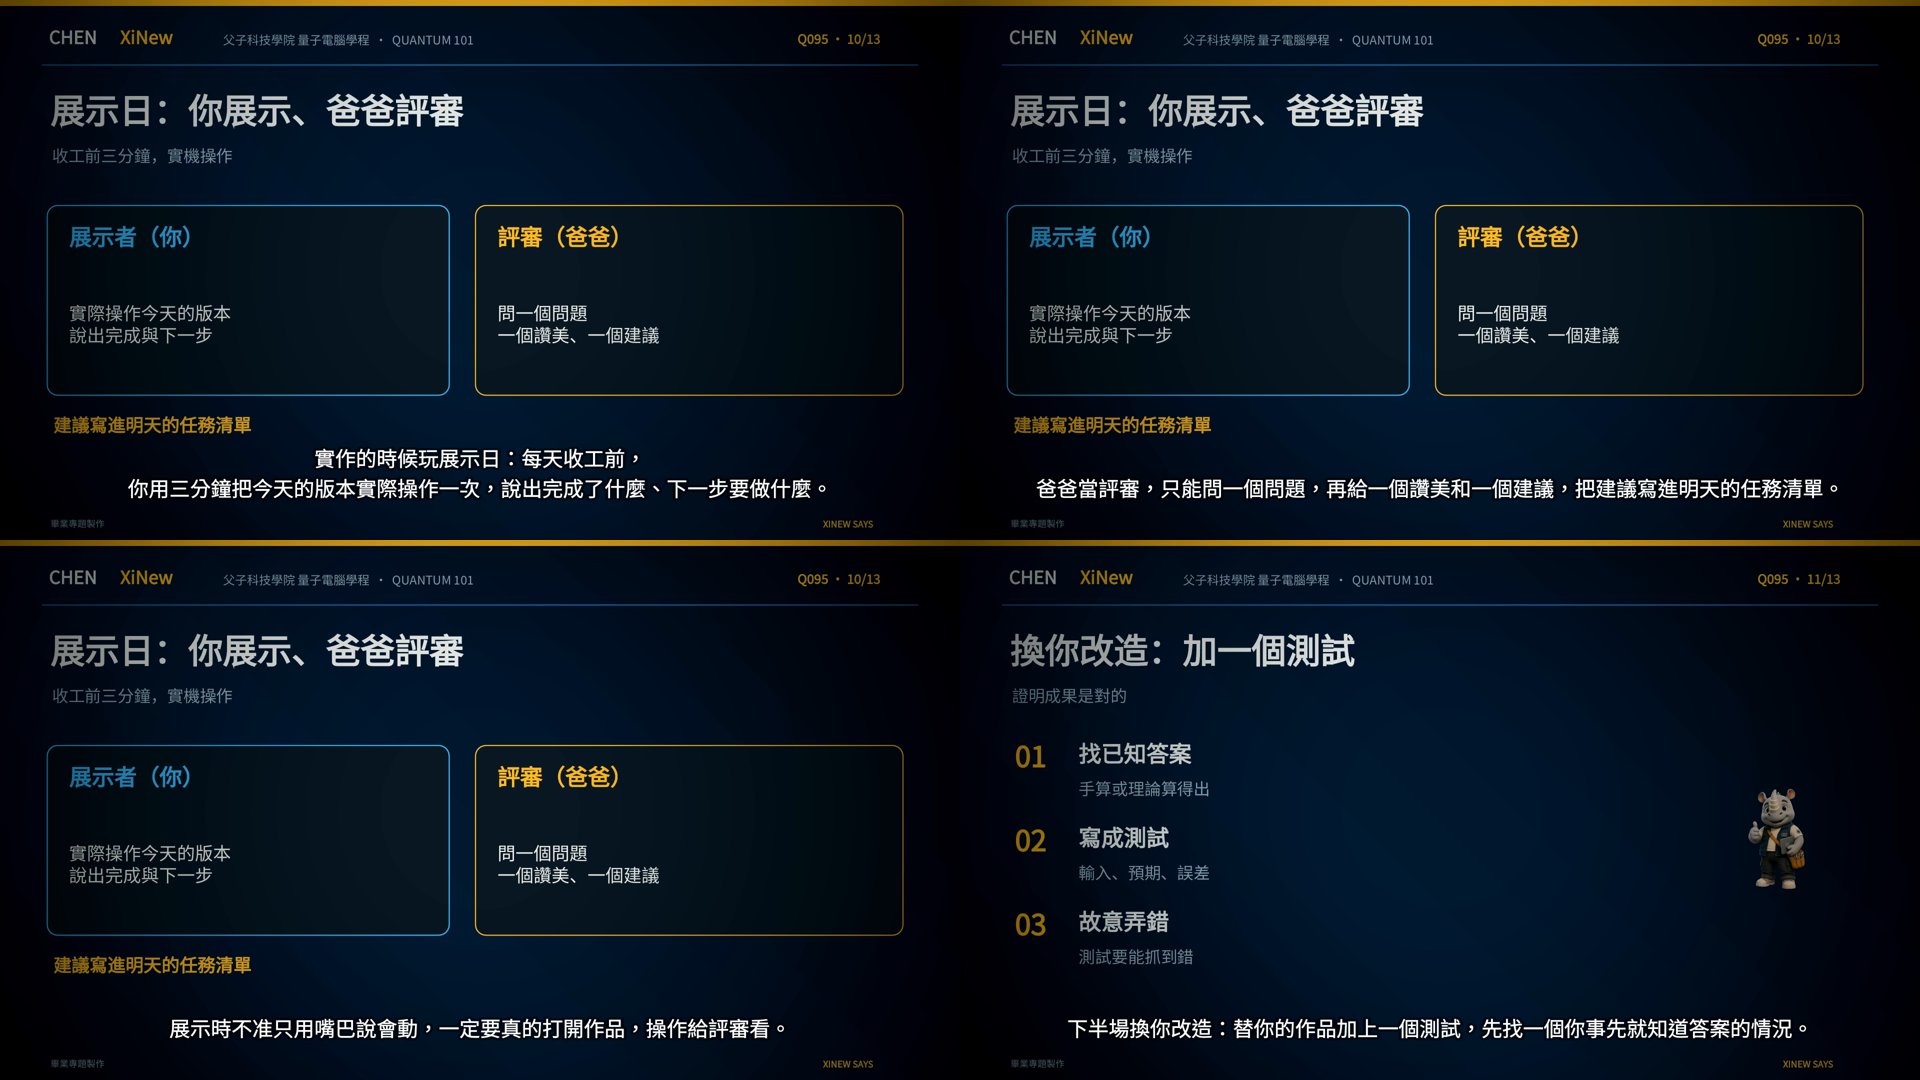 CHEN XiNew 父子科技學院 量子電腦學程 · QUANTUM 101 Q095 · 10/13
展示日：你展示、爸爸評審
收工前三分鐘，實機操作
展示者（你）
實際操作今天的版本
說出完成與下一步
評審（爸爸）
問一個問題
一個讚美、一個建議
建議寫進明天的任務清單
實作的時候玩展示日：每天收工前，
你用三分鐘把今天的版本實際操作一次，說出完成了什麼、下一步要做什麼。
畢業專題製作 XINEW SAYS
CHEN XiNew 父子科技學院 量子電腦學程 · QUANTUM 101 Q095 · 10/13
展示日：你展示、爸爸評審
收工前三分鐘，實機操作
展示者（你）
實際操作今天的版本
說出完成與下一步
評審（爸爸）
問一個問題
一個讚美、一個建議
建議寫進明天的任務清單
爸爸當評審，只能問一個問題，再給一個讚美和一個建議，把建議寫進明天的任務清單。
畢業專題製作 XINEW SAYS
CHEN XiNew 父子科技學院 量子電腦學程 · QUANTUM 101 Q095 · 10/13
展示日：你展示、爸爸評審
收工前三分鐘，實機操作
展示者（你）
實際操作今天的版本
說出完成與下一步
評審（爸爸）
問一個問題
一個讚美、一個建議
建議寫進明天的任務清單
展示時不准只用嘴巴說會動，一定要真的打開作品，操作給評審看。
畢業專題製作 XINEW SAYS
CHEN XiNew 父子科技學院 量子電腦學程 · QUANTUM 101 Q095 · 11/13
換你改造：加一個測試
證明成果是對的
01 找已知答案
手算或理論算得出
02 寫成測試
輸入、預期、誤差
03 故意弄錯
測試要能抓到錯
下半場換你改造：替你的作品加上一個測試，先找一個你事先就知道答案的情況。
畢業專題製作 XINEW SAYS